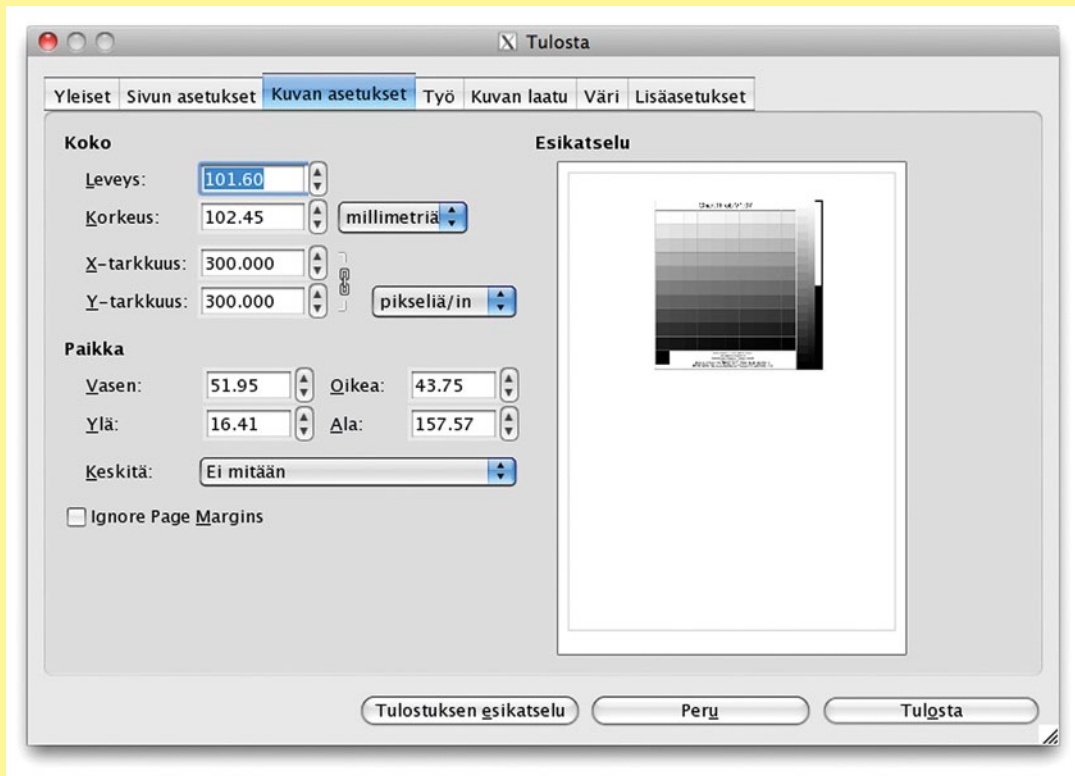 X Tulosta
Yleiset Sivun asetukset Kuvan asetukset Työ Kuvan laatu Väri Lisäasetukset
Koko
Leveys: 101.60
Korkeus: 102.45 millimetriä
X-tarkkuus: 300.000
Y-tarkkuus: 300.000 pikseliä/in
Paikka
Vasen: 51.95 Oikea: 43.75
Ylä: 16.41 Ala: 157.57
Keskitä: Ei mitään
Ignore Page Margins
Esikatselu
Tulostuksen esikatselu Peru Tulosta